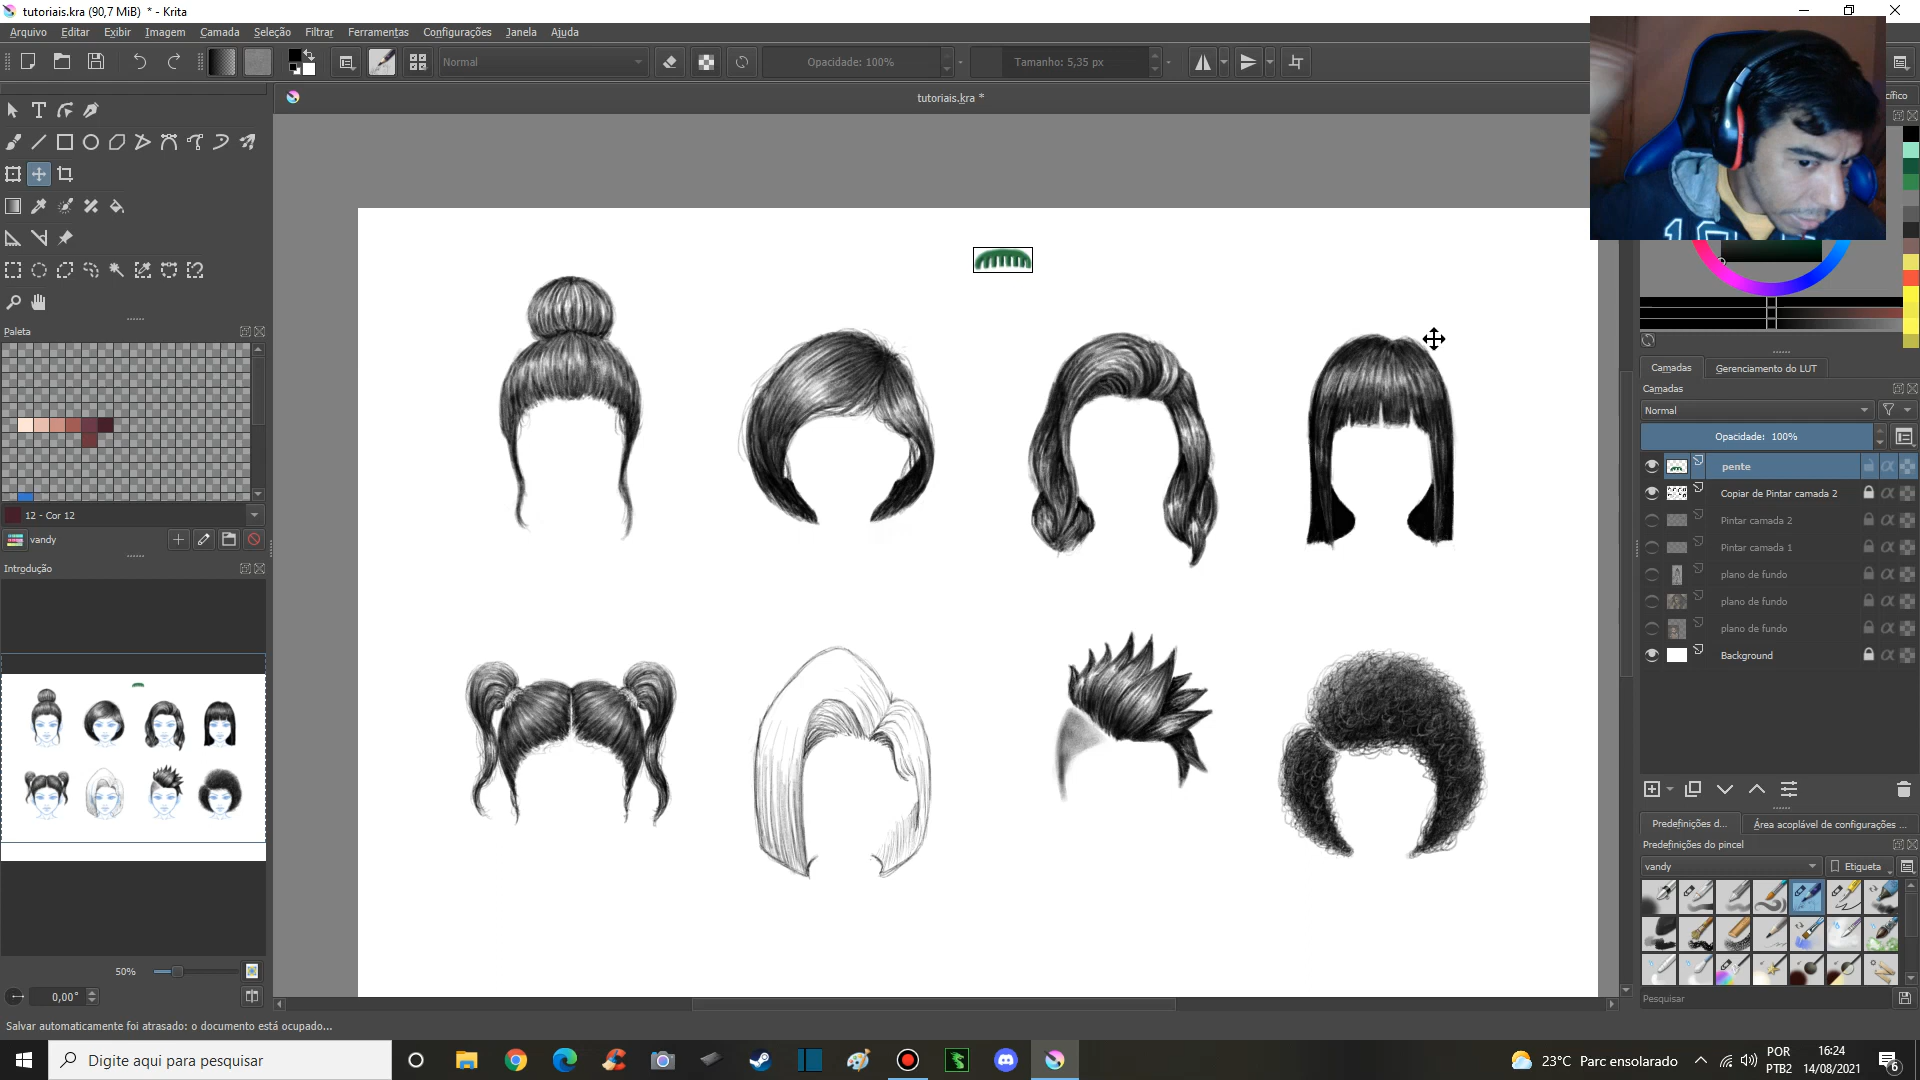 tutoriais.kra (90,7 MiB) * - Krita
Arquivo Editar Exibir Imagem Camada Seleção Filtrar Ferramentas Configurações Janela Ajuda
Normal Opacidade: 100% Tamanho: 5,35 px
tutoriais.kra *
Paleta
12 - Cor 12
vandy
Introdução
50%
0,00°
Salvar automaticamente foi atrasado: o documento está ocupado...
Camadas Gerenciamento do LUT
Camadas
Normal
Opacidade: 100%
pente
Copiar de Pintar camada 2
Pintar camada 2
Pintar camada 1
plano de fundo
plano de fundo
plano de fundo
Background
Predefinições d... Área acoplável de configurações ...
Predefinições do pincel
vandy Etiqueta
Pesquisar
Digite aqui para pesquisar
23°C Parc ensolarado
POR
PTB2
16:24
14/08/2021
6